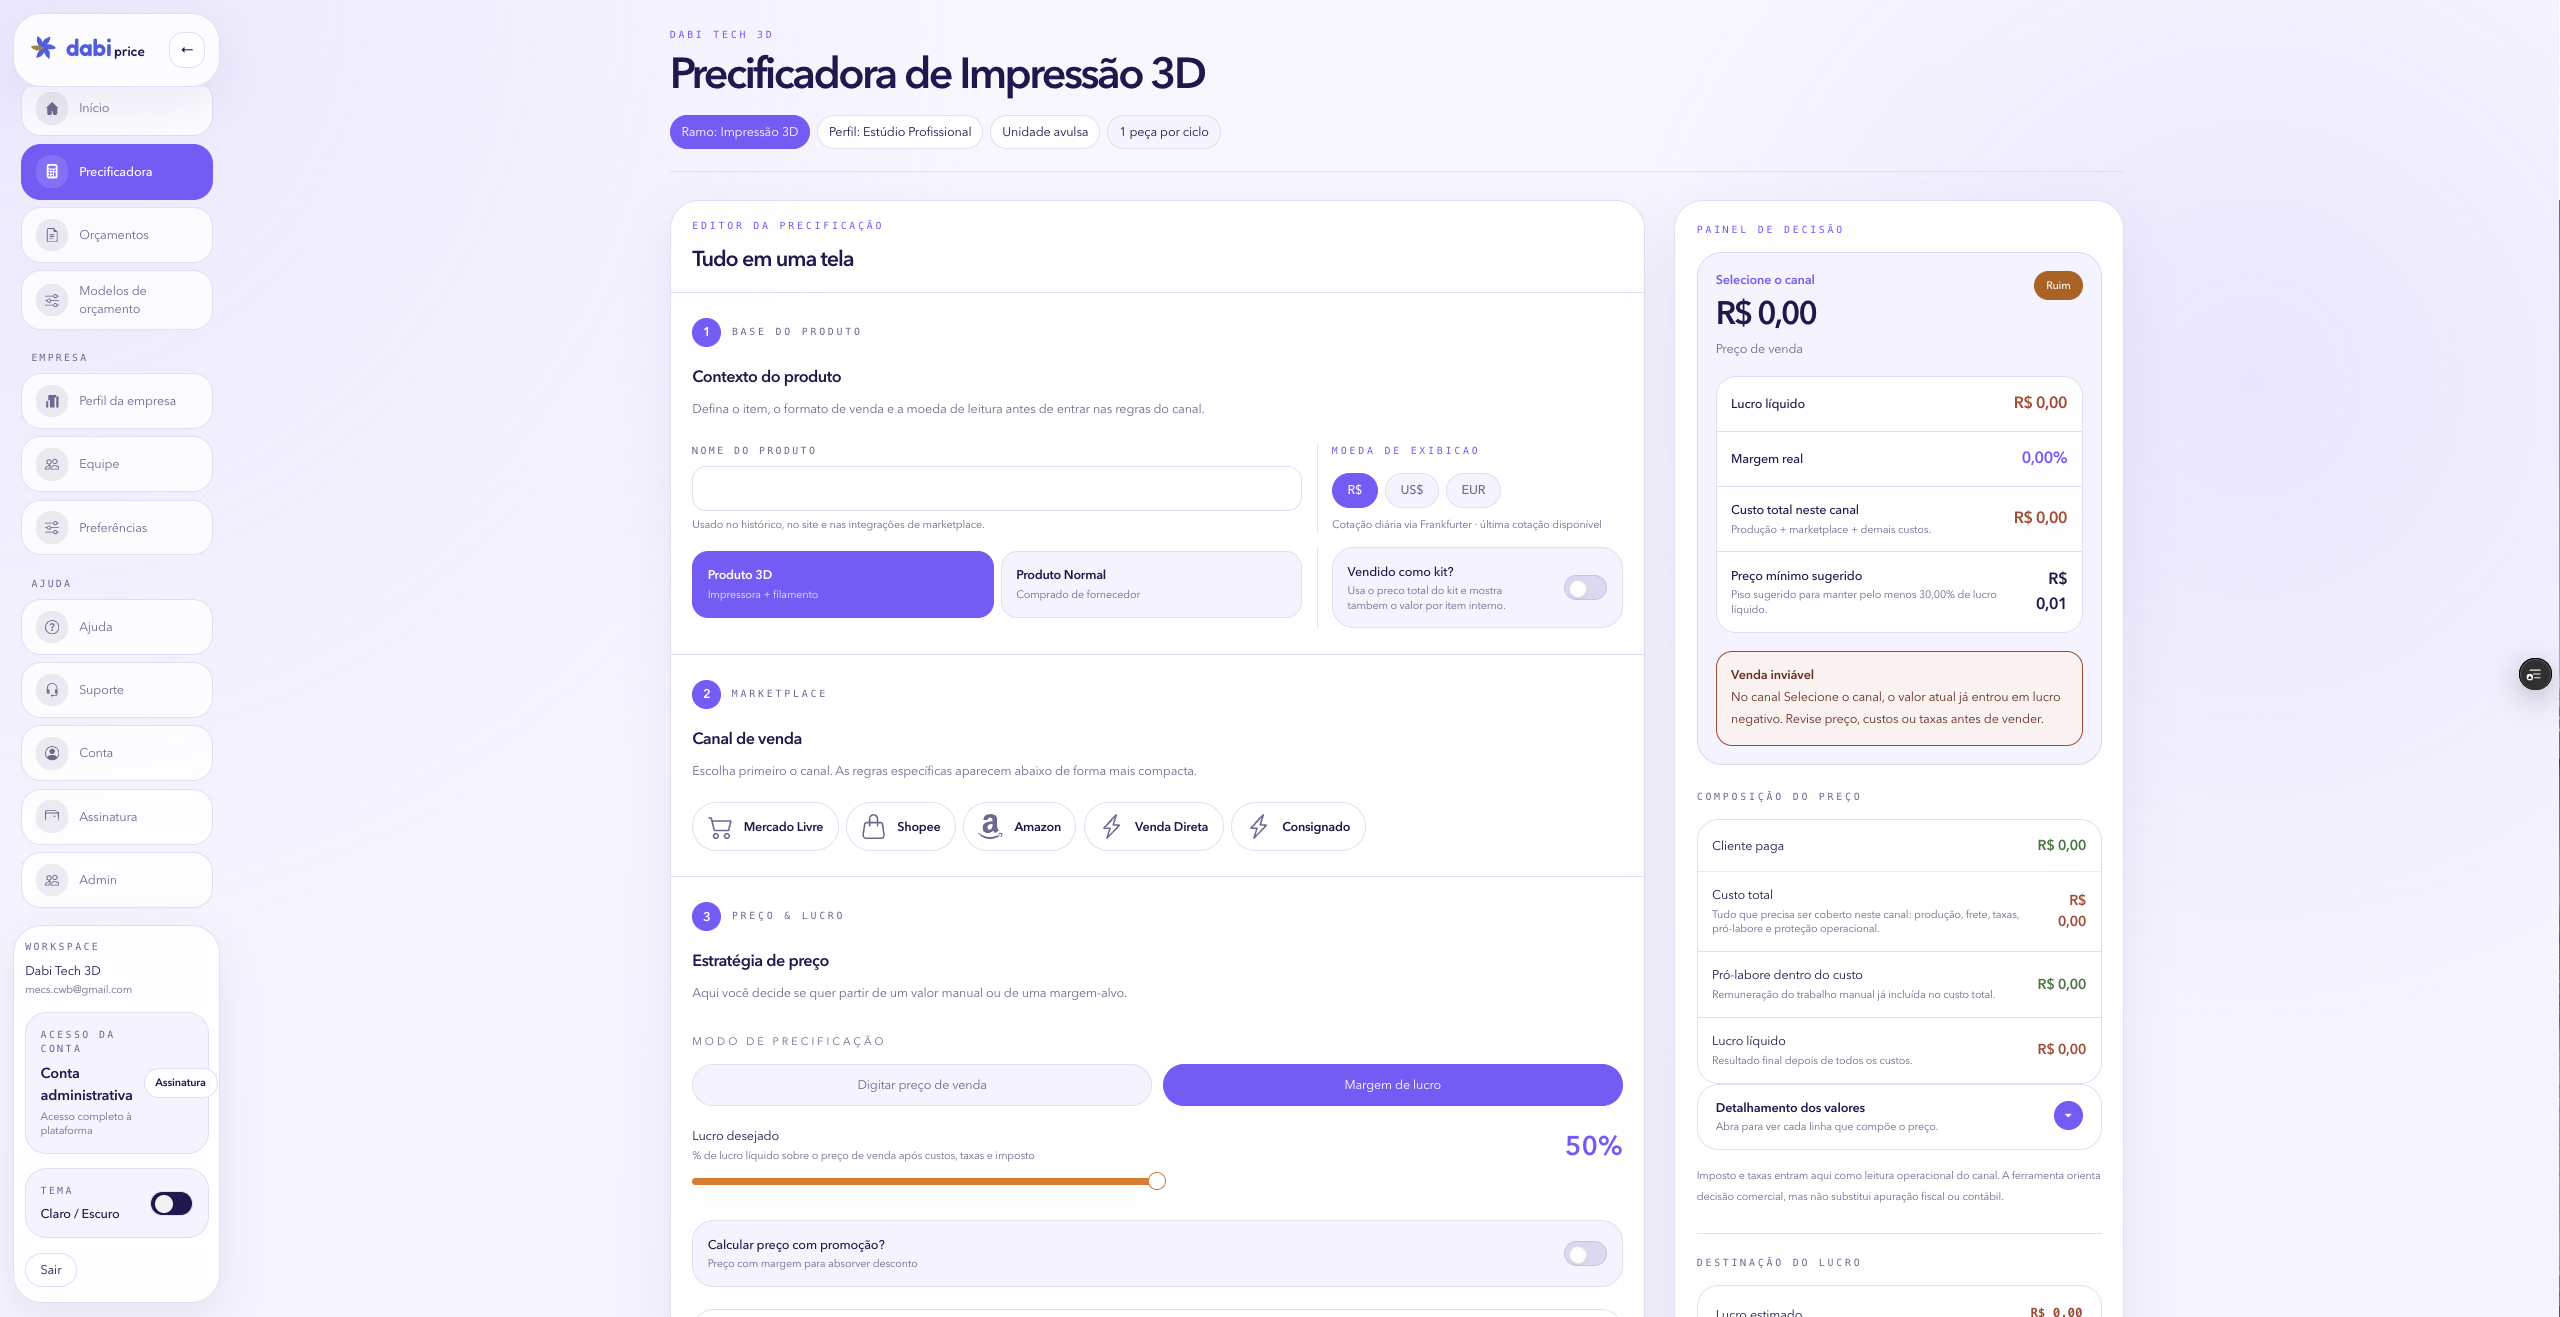 dabi price
←
Início
Precificadora
Orçamentos
Modelos de
orçamento
EMPRESA
Perfil da empresa
Equipe
Preferências
AJUDA
Ajuda
Suporte
Conta
Assinatura
Admin
WORKSPACE
Dabi Tech 3D
mecs.cwb@gmail.com
ACESSO DA
CONTA
Conta
administrativa
Assinatura
Acesso completo à
plataforma
TEMA
Claro / Escuro
Sair
DABI TECH 3D
Precificadora de Impressão 3D
Ramo: Impressão 3D
Perfil: Estúdio Profissional
Unidade avulsa
1 peça por ciclo
EDITOR DA PRECIFICAÇÃO
Tudo em uma tela
1 BASE DO PRODUTO
Contexto do produto
Defina o item, o formato de venda e a moeda de leitura antes de entrar nas regras do canal.
NOME DO PRODUTO
Usado no histórico, no site e nas integrações de marketplace.
MOEDA DE EXIBICAO
R$ US$ EUR
Cotação diária via Frankfurter · última cotação disponível
Produto 3D
Impressora + filamento
Produto Normal
Comprado de fornecedor
Vendido como kit?
Usa o preco total do kit e mostra
tambem o valor por item interno.
2 MARKETPLACE
Canal de venda
Escolha primeiro o canal. As regras específicas aparecem abaixo de forma mais compacta.
Mercado Livre
Shopee
Amazon
Venda Direta
Consignado
3 PREÇO & LUCRO
Estratégia de preço
Aqui você decide se quer partir de um valor manual ou de uma margem-alvo.
MODO DE PRECIFICAÇÃO
Digitar preço de venda
Margem de lucro
Lucro desejado
% de lucro líquido sobre o preço de venda após custos, taxas e imposto
50%
Calcular preço com promoção?
Preço com margem para absorver desconto
PAINEL DE DECISÃO
Selecione o canal
Ruim
R$ 0,00
Preço de venda
Lucro líquido R$ 0,00
Margem real 0,00%
Custo total neste canal R$ 0,00
Produção + marketplace + demais custos.
Preço mínimo sugerido
Piso sugerido para manter pelo menos 30,00% de lucro
líquido.
R$
0,01
Venda inviável
No canal Selecione o canal, o valor atual já entrou em lucro
negativo. Revise preço, custos ou taxas antes de vender.
COMPOSIÇÃO DO PREÇO
Cliente paga R$ 0,00
Custo total
Tudo que precisa ser coberto neste canal: produção, frete, taxas,
pró-labore e proteção operacional.
R$
0,00
Pró-labore dentro do custo R$ 0,00
Remuneração do trabalho manual já incluída no custo total.
Lucro líquido R$ 0,00
Resultado final depois de todos os custos.
Detalhamento dos valores
Abra para ver cada linha que compõe o preço.
Imposto e taxas entram aqui como leitura operacional do canal. A ferramenta orienta
decisão comercial, mas não substitui apuração fiscal ou contábil.
DESTINAÇÃO DO LUCRO
Lucro estimado R$ 0,00